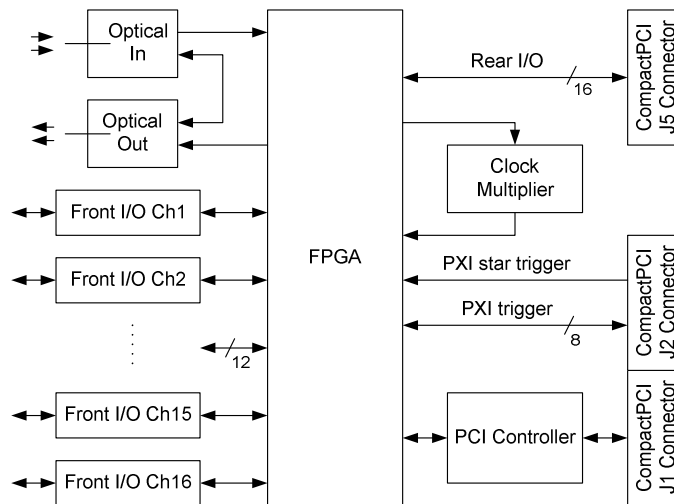 Optical
In
Optical
Out
Front I/O Ch1
Front I/O Ch2
12
Front I/O Ch15
Front I/O Ch16
FPGA
Rear I/O
16
Clock
Multiplier
PXI star trigger
PXI trigger
8
PCI Controller
CompactPCI
J5 Connector
CompactPCI
J2 Connector
CompactPCI
J1 Connector